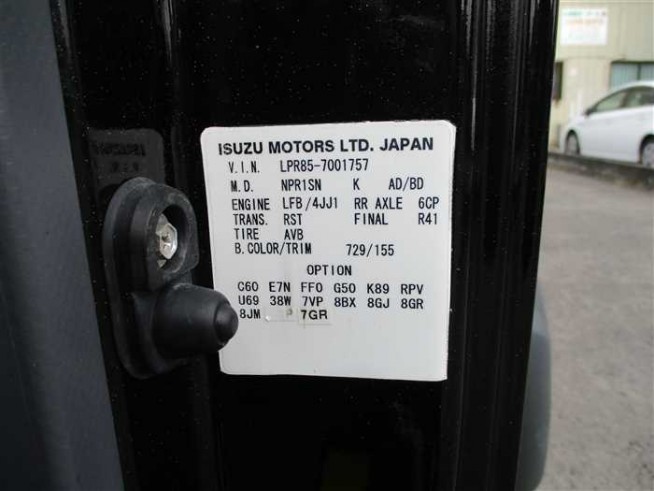 ISUZU MOTORS LTD. JAPAN
V.I.N. LPR85-7001757
M.D. NPR1SN K AD/BD
ENGINE LFB/4JJ1 RR AXLE 6CP
TRANS. RST FINAL R41
TIRE AVB
B.COLOR/TRIM 729/155
OPTION
C60 E7N FF0 G50 K89 RPV
U69 38W 7VP 8BX 8GJ 8GR
8JM P 7GR